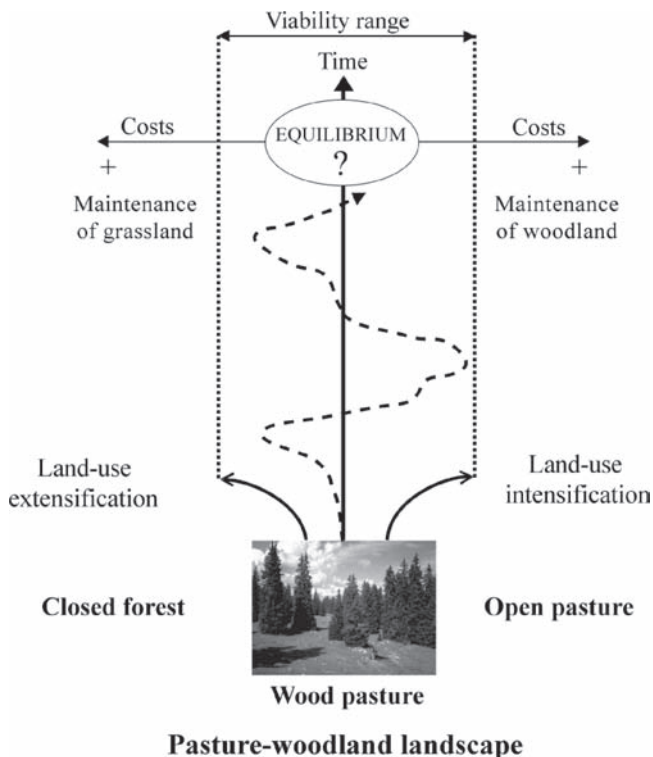 Viability range
Time
Costs
EQUILIBRIUM
?
Costs
+
+
Maintenance
of grassland
Maintenance
of woodland
Land-use
extensification
Land-use
intensification
Closed forest
Open pasture
Wood pasture
Pasture-woodland landscape